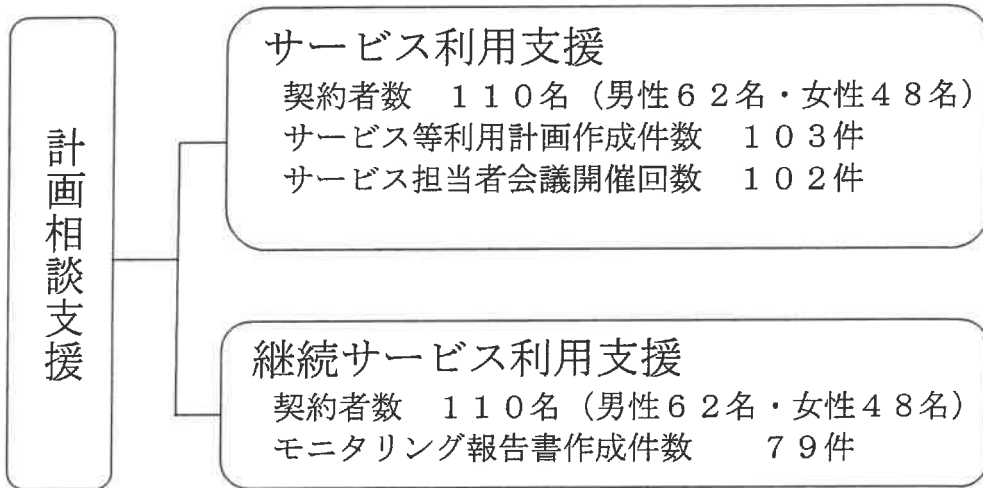 計画相談支援
サービス利用支援
契約者数　１１０名（男性６２名・女性４８名）
サービス等利用計画作成件数　１０３件
サービス担当者会議開催回数　１０２件
継続サービス利用支援
契約者数　１１０名（男性６２名・女性４８名）
モニタリング報告書作成件数　　７９件